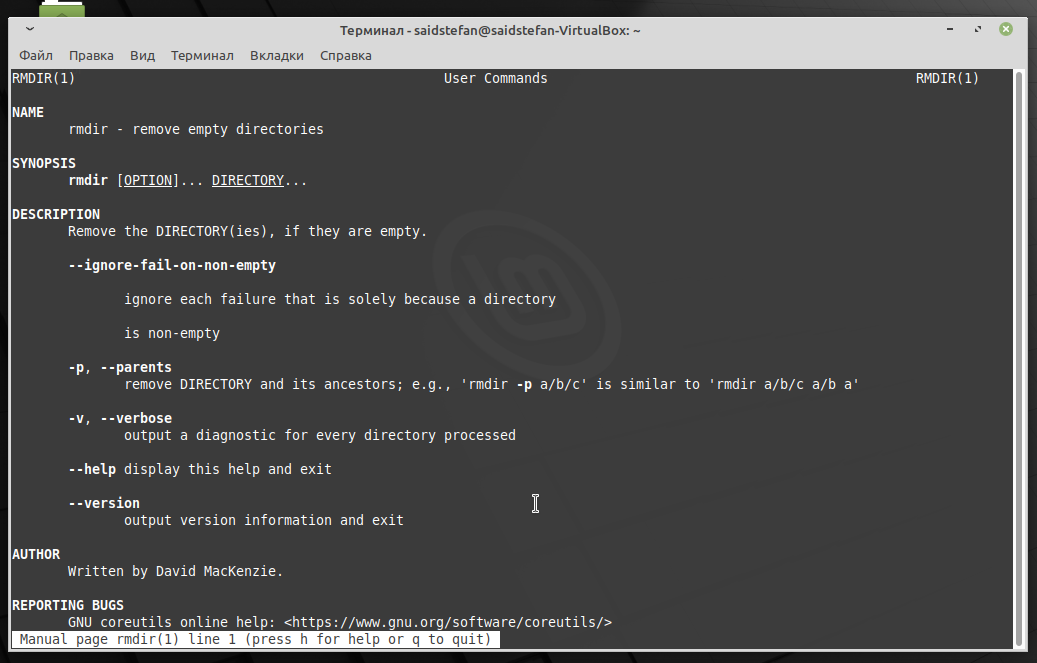 Терминал - saidstefan@saidstefan-VirtualBox: ~
Файл Правка Вид Терминал Вкладки Справка
RMDIR(1) User Commands RMDIR(1)
NAME
rmdir - remove empty directories
SYNOPSIS
rmdir [OPTION]... DIRECTORY...
DESCRIPTION
Remove the DIRECTORY(ies), if they are empty.
--ignore-fail-on-non-empty
ignore each failure that is solely because a directory
is non-empty
-p, --parents
remove DIRECTORY and its ancestors; e.g., 'rmdir -p a/b/c' is similar to 'rmdir a/b/c a/b a'
-v, --verbose
output a diagnostic for every directory processed
--help display this help and exit
--version
output version information and exit
AUTHOR
Written by David MacKenzie.
REPORTING BUGS
GNU coreutils online help: <https://www.gnu.org/software/coreutils/>
Manual page rmdir(1) line 1 (press h for help or q to quit)